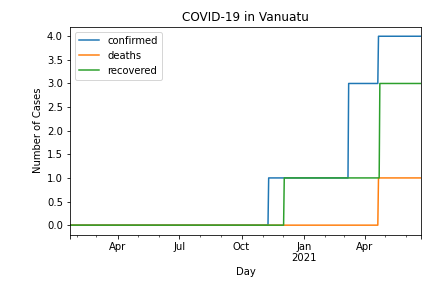 COVID-19 in Vanuatu
confirmed
deaths
recovered
4.0
3.5
3.0
2.5
2.0
1.5
1.0
0.5
0.0
Number of Cases
Apr
Jul
Oct
Jan
2021
Apr
Day